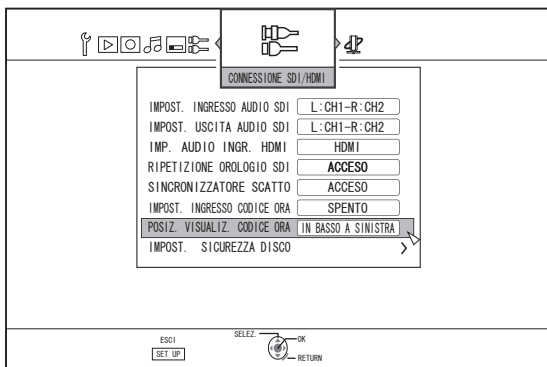 CONNESSIONE SDI/HDMI
IMPOST. INGRESSO AUDIO SDI L:CH1-R:CH2
IMPOST. USCITA AUDIO SDI L:CH1-R:CH2
IMP. AUDIO INGR. HDMI HDMI
RIPETIZIONE OROLOGIO SDI ACCESO
SINCRONIZZATORE SCATTO ACCESO
IMPOST. INGRESSO CODICE ORA SPENTO
POSIZ. VISUALIZ. CODICE ORA IN BASSO A SINISTRA
IMPOST. SICUREZZA DISCO
ESCI
SET UP
SELEZ.
OK
RETURN